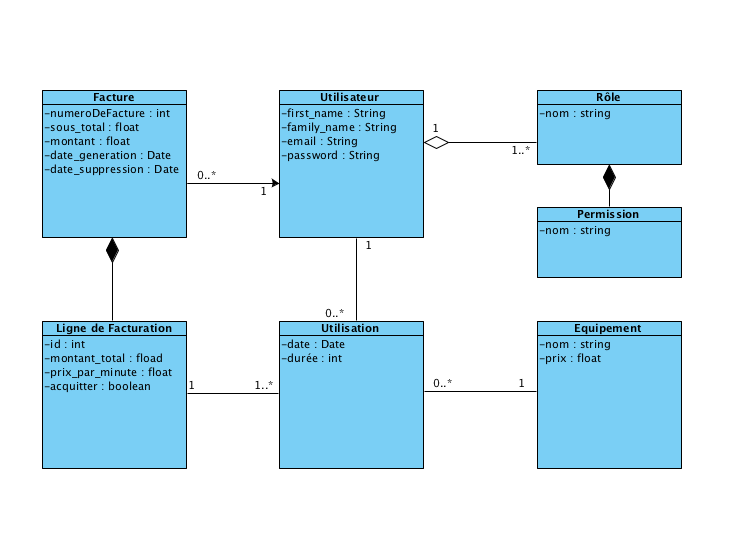 Facture
-numeroDeFacture : int
-sous_total : float
-montant : float
-date_generation : Date
-date_suppression : Date
Utilisateur
-first_name : String
-family_name : String
-email : String
-password : String
Rôle
-nom : string
1
1..*
0..*
1
Permission
-nom : string
1
0..*
Ligne de Facturation
-id : int
-montant_total : fload
-prix_par_minute : float
-acquitter : boolean
Utilisation
-date : Date
-durée : int
Equipement
-nom : string
-prix : float
1
1..*
0..*
1